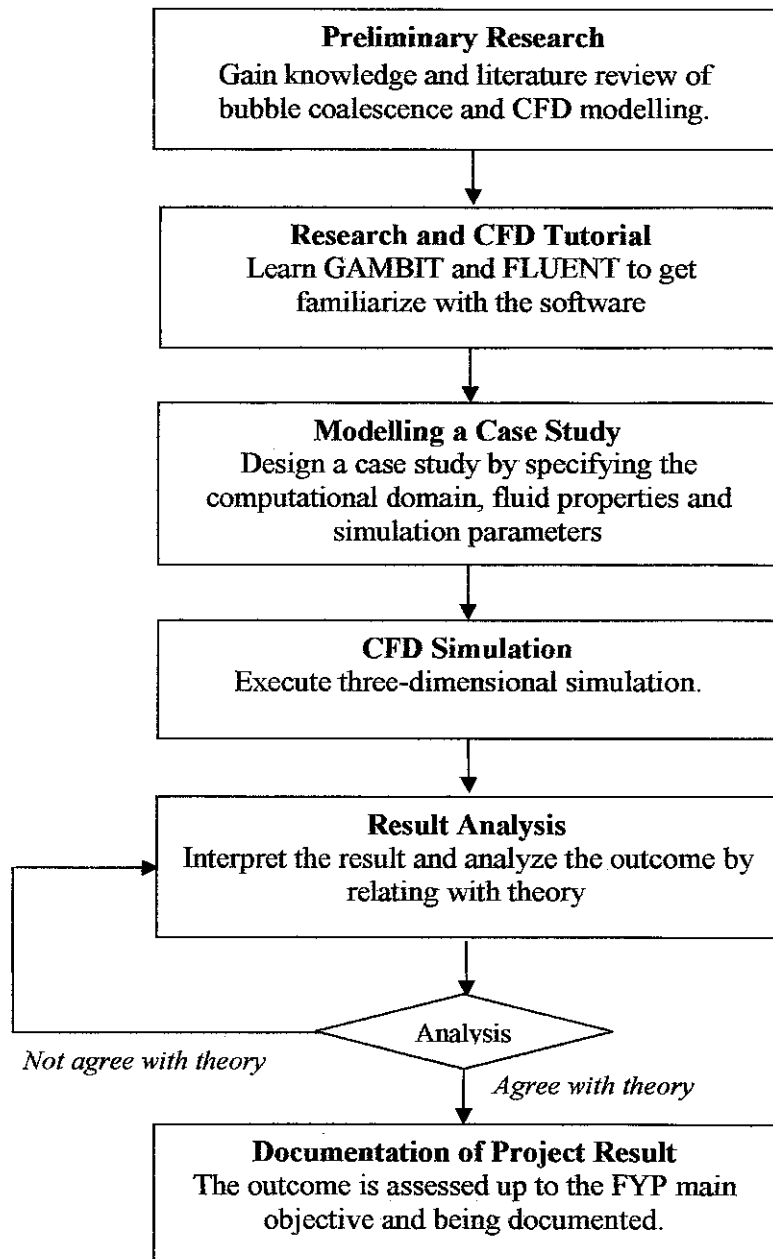 Preliminary Research
Gain knowledge and literature review of
bubble coalescence and CFD modelling.
Research and CFD Tutorial
Learn GAMBIT and FLUENT to get
familiarize with the software
Modelling a Case Study
Design a case study by specifying the
computational domain, fluid properties and
simulation parameters
CFD Simulation
Execute three-dimensional simulation.
Result Analysis
Interpret the result and analyze the outcome by
relating with theory
Analysis
Not agree with theory
Agree with theory
Documentation of Project Result
The outcome is assessed up to the FYP main
objective and being documented.